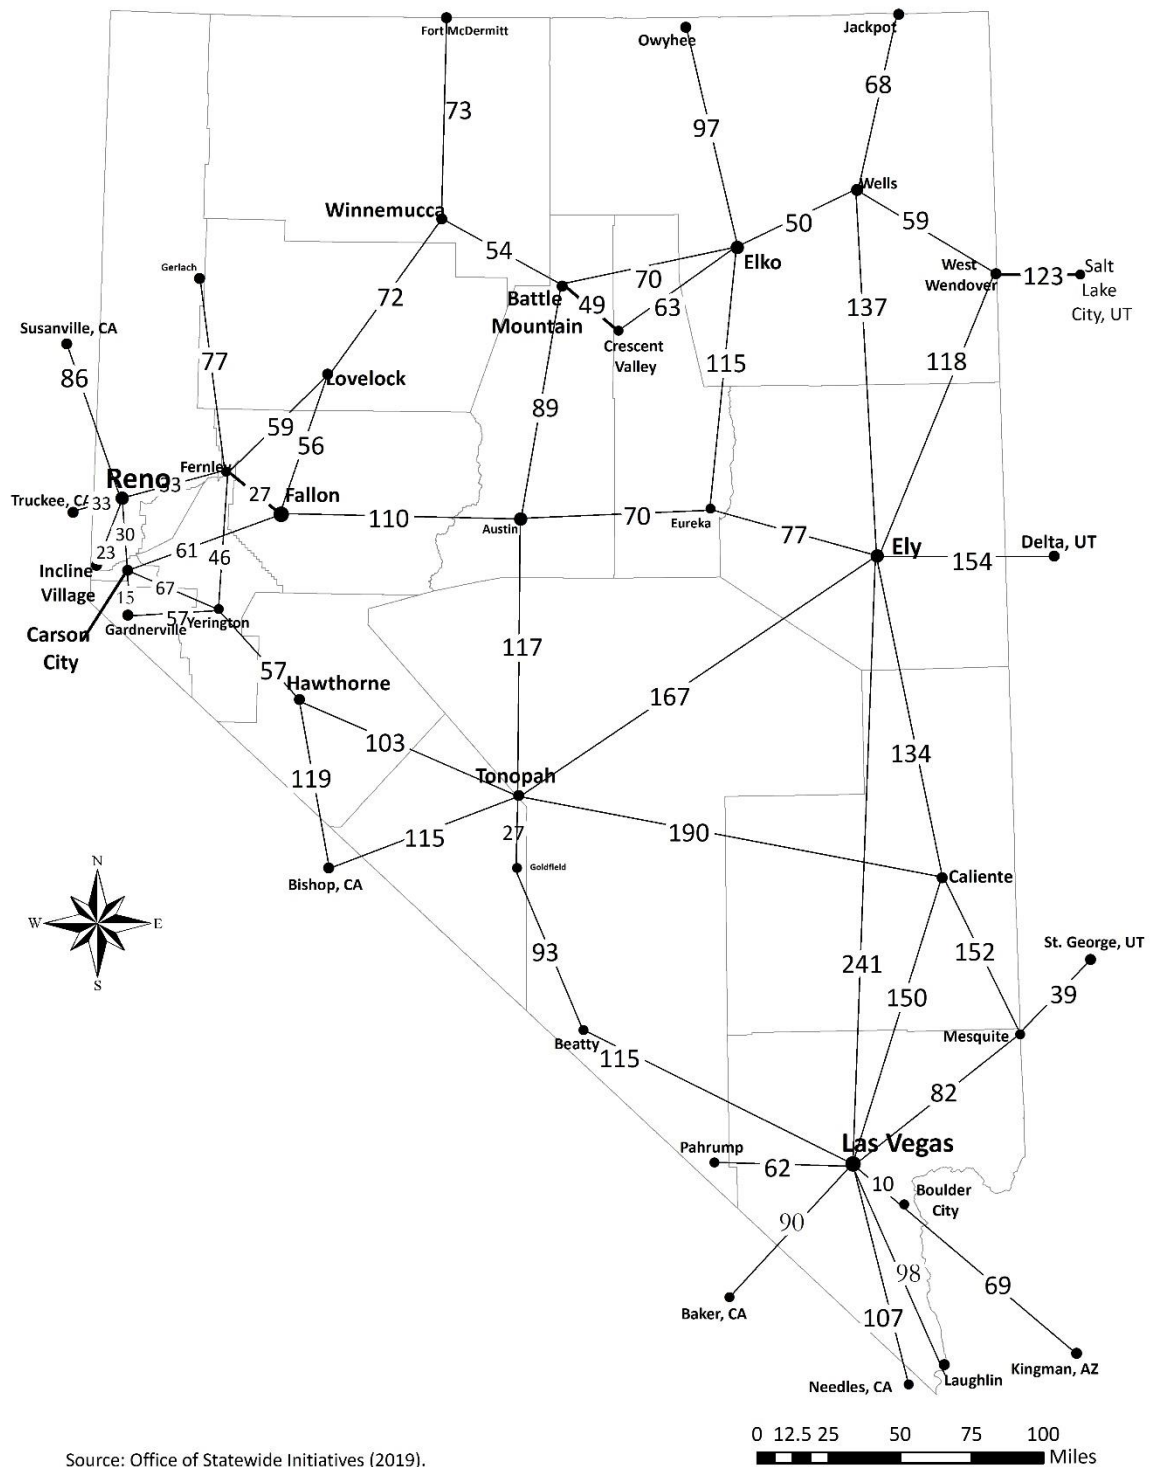 Fort McDermitt
Owyhee
Jackpot
68
73
97
Wells
Winnemucca
50
59
54
Elko
West
Wendover
123
Salt
Lake
City, UT
Gerlach
70
72
Battle
Mountain
49
63
137
Susanville, CA
Crescent
Valley
77
115
118
86
Lovelock
89
59
56
Reno
Fernley
33
27
Fallon
Truckee, CA
33
110
Austin
70
Eureka
30
77
Ely
Delta, UT
23
61
46
154
Incline
Village
67
15
57
Gardnerville
Yerington
Carson
City
117
57
Hawthorne
167
103
134
119
Tonopah
115
27
190
Bishop, CA
Goldfield
Caliente
N
W
E
S
93
241
152
St. George, UT
150
39
Beatty
115
Mesquite
82
Las Vegas
Pahrump
62
10
Boulder
City
90
98
69
Baker, CA
107
Kingman, AZ
Needles, CA
Laughlin
0 12.5 25 50 75 100
Miles
Source: Office of Statewide Initiatives (2019).